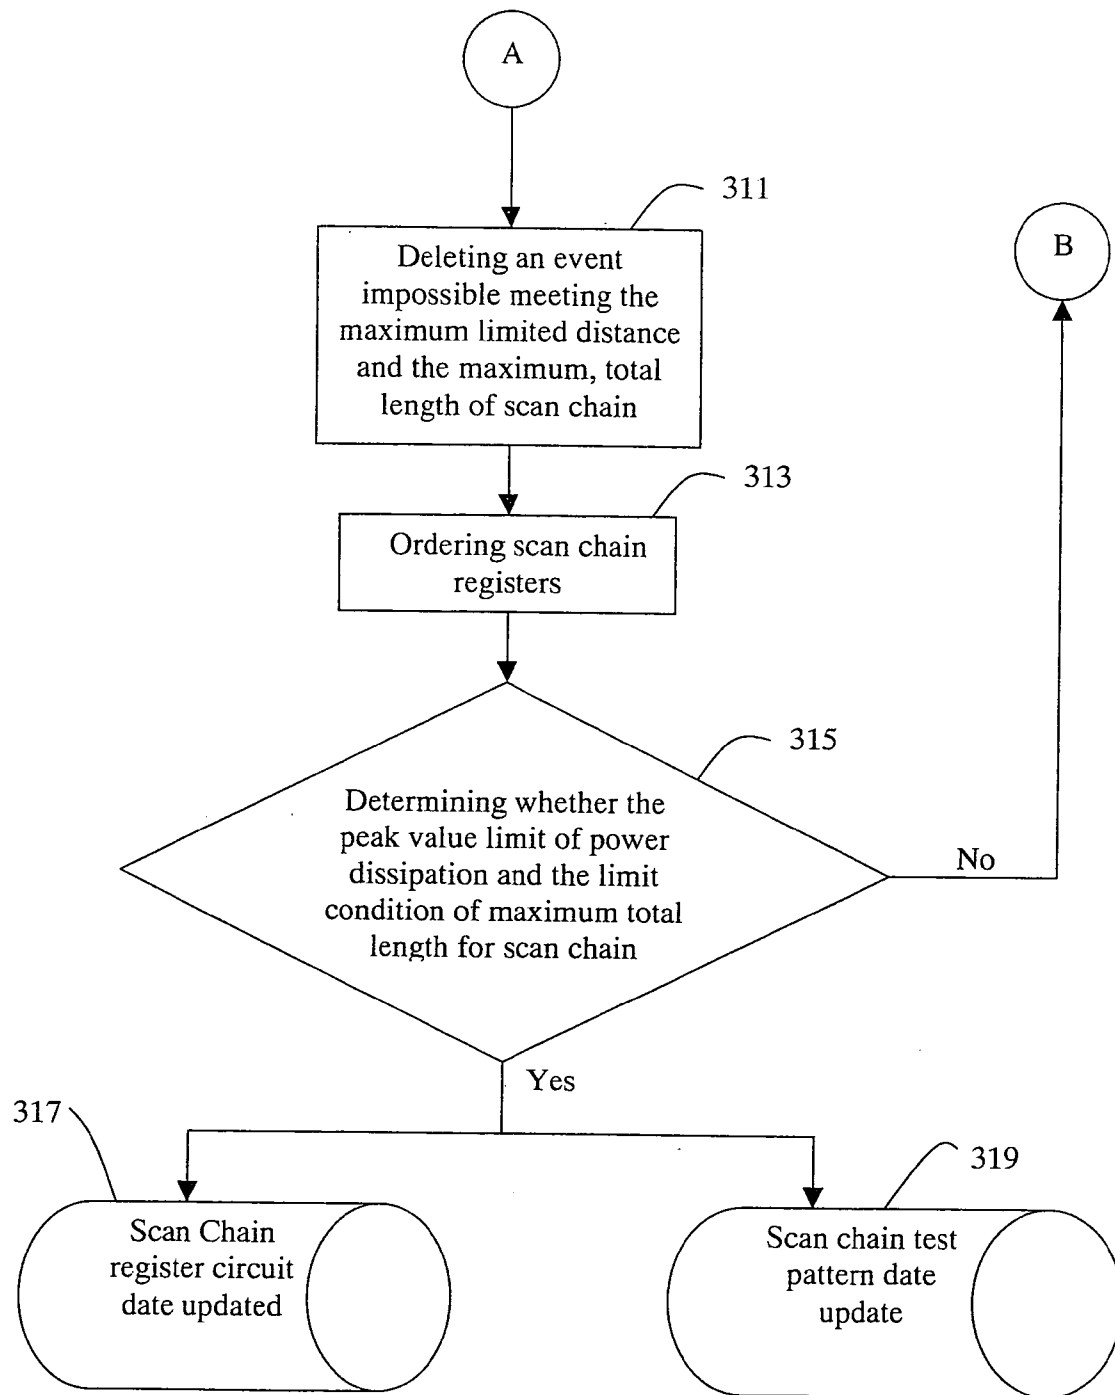 A
311
B
Deleting an event
impossible meeting the
maximum limited distance
and the maximum, total
length of scan chain
313
Ordering scan chain
registers
315
Determining whether the
peak value limit of power
dissipation and the limit
condition of maximum total
length for scan chain
No
Yes
317
319
Scan Chain
register circuit
date updated
Scan chain test
pattern date
update